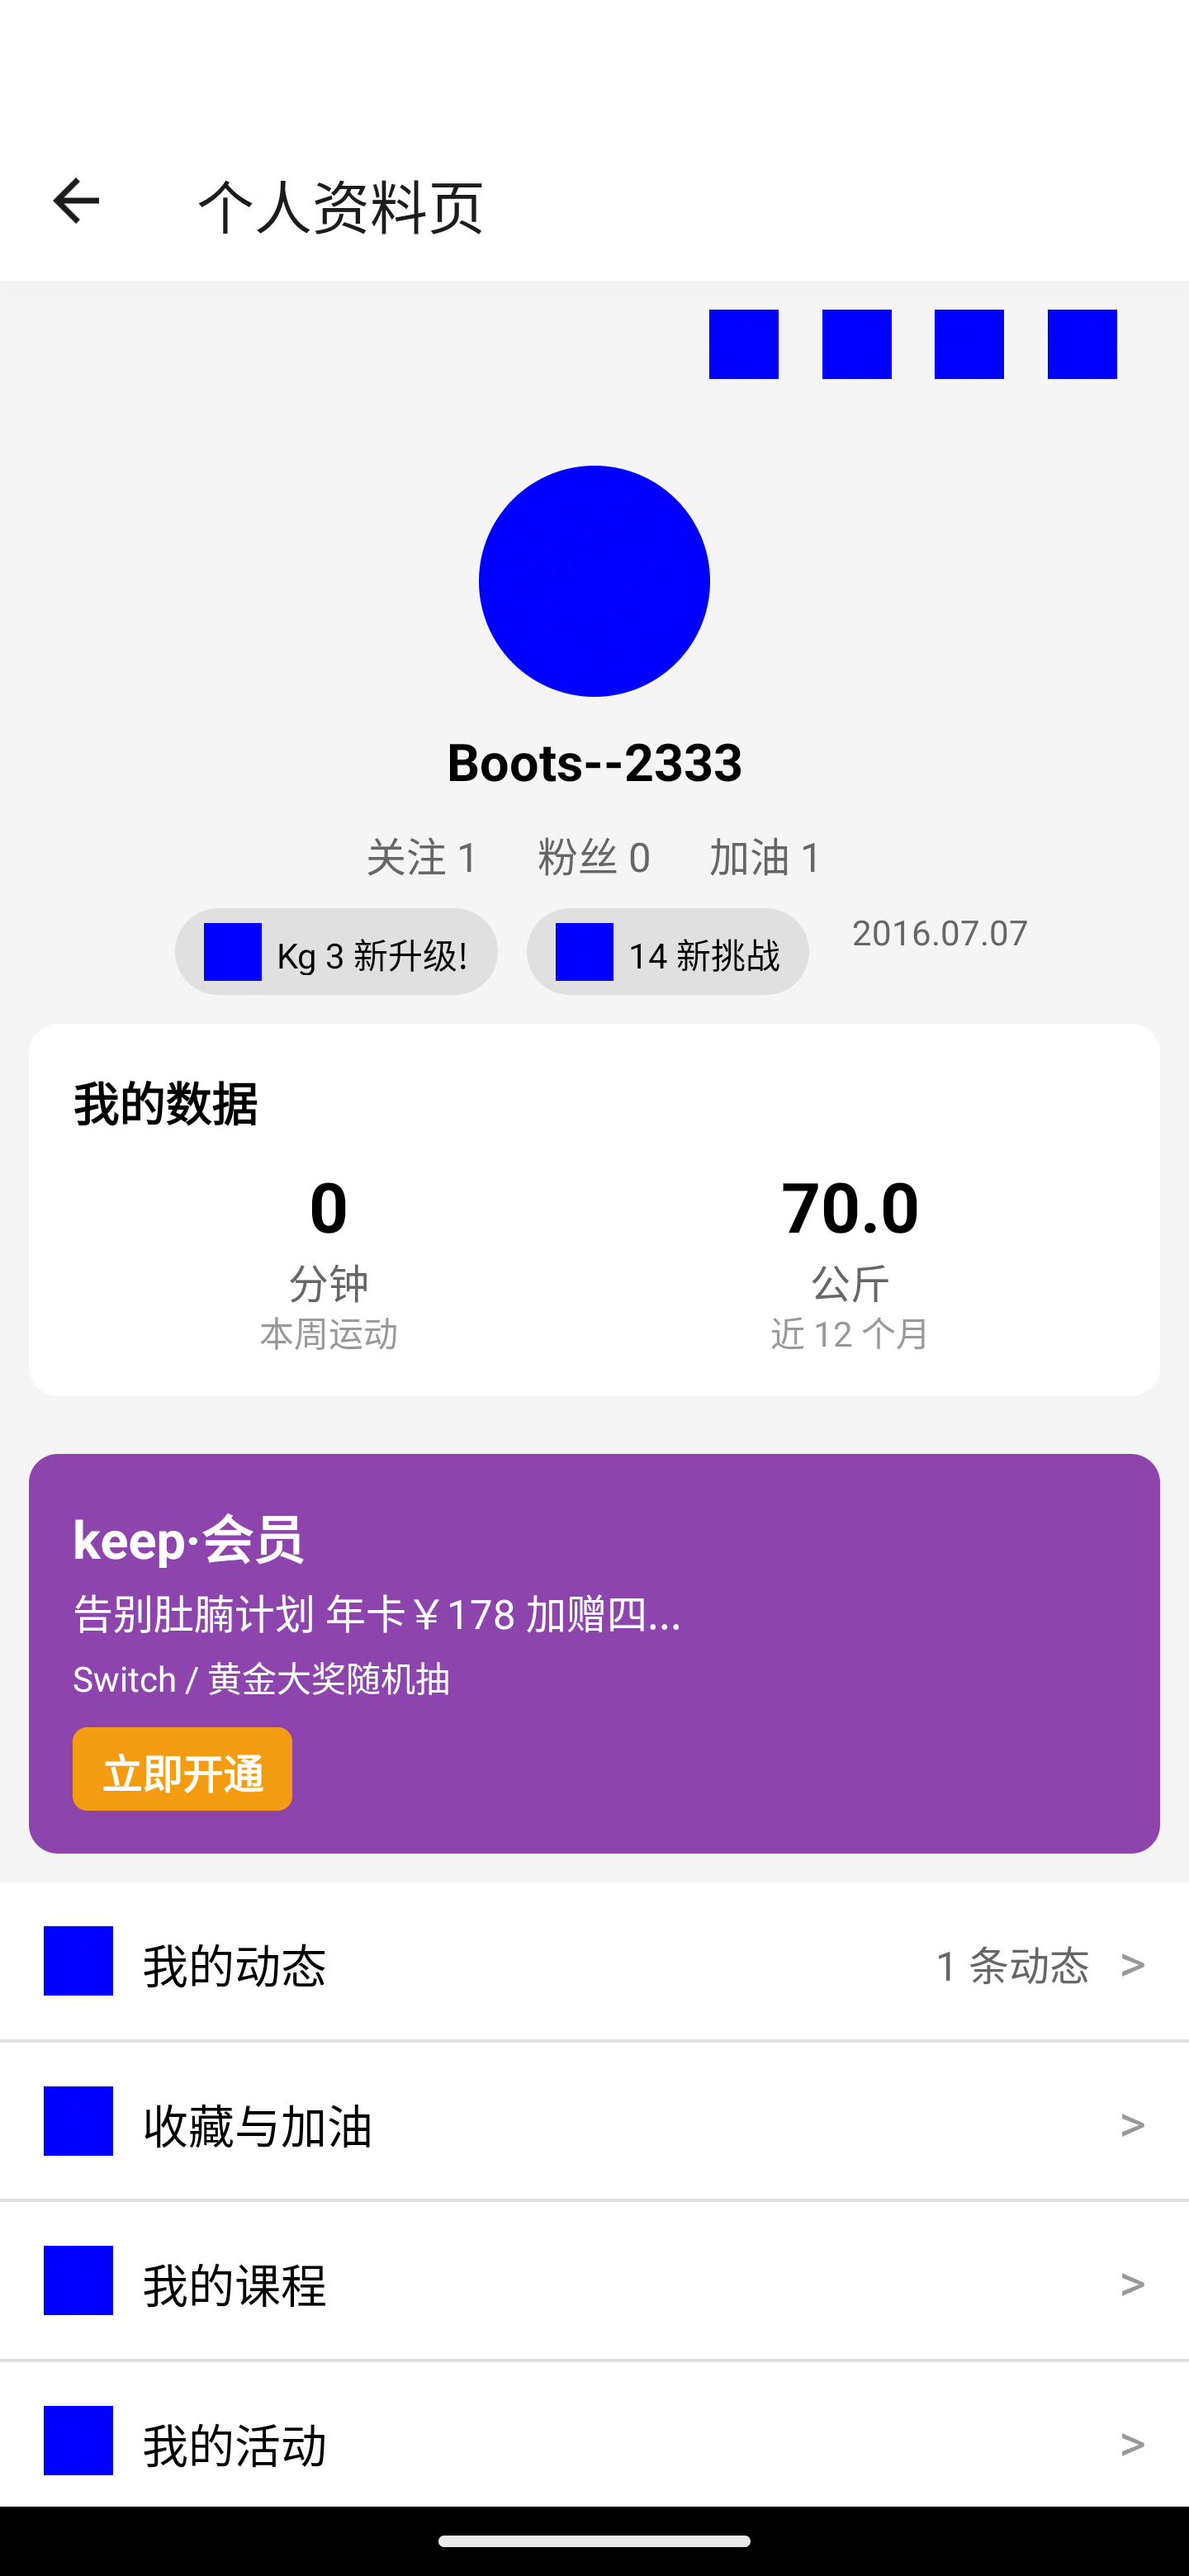 个人资料页
Boots--2333
关注 1 粉丝 0 加油 1
Kg 3 新升级! 14 新挑战 2016.07.07
我的数据
0 70.0
分钟 公斤
本周运动 近 12 个月
keep·会员
告别肚腩计划 年卡￥178 加赠四...
Switch / 黄金大奖随机抽
立即开通
我的动态 1 条动态 >
收藏与加油 >
我的课程 >
我的活动 >